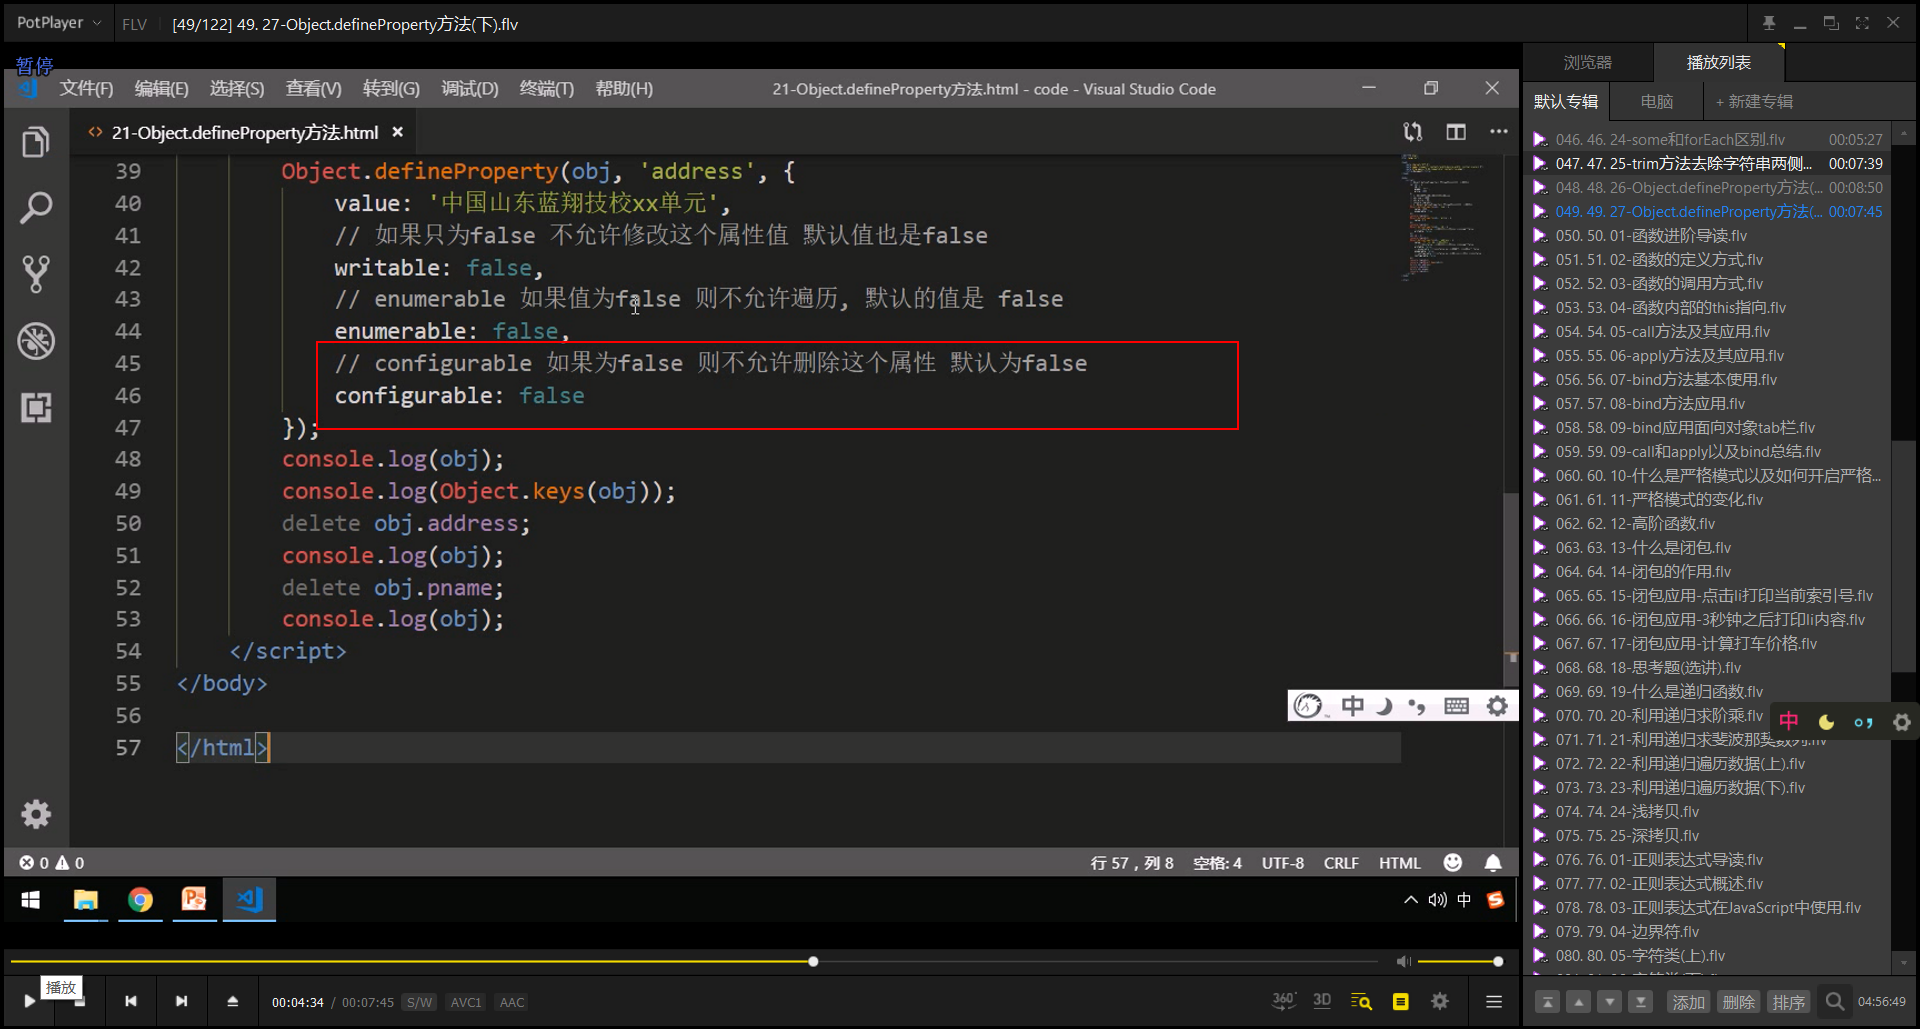 PotPlayer
FLV
[49/122] 49. 27-Object.defineProperty方法(下).flv
暂停
文件(F) 编辑(E) 选择(S) 查看(V) 转到(G) 调试(D) 终端(T) 帮助(H)
21-Object.defineProperty方法.html - code - Visual Studio Code
<> 21-Object.defineProperty方法.html ×
39 Object.defineProperty(obj, 'address', {
40 value: '中国山东蓝翔技校xx单元',
41 // 如果只为false 不允许修改这个属性值 默认值也是false
42 writable: false,
43 // enumerable 如果值为false 则不允许遍历, 默认的值是 false
44 enumerable: false,
45 // configurable 如果为false 则不允许删除这个属性 默认为false
46 configurable: false
47 });
48 console.log(obj);
49 console.log(Object.keys(obj));
50 delete obj.address;
51 console.log(obj);
52 delete obj.pname;
53 console.log(obj);
54 </script>
55 </body>
56
57 </html>
中
0 0
行 57，列 8 空格: 4 UTF-8 CRLF HTML
中
播放
00:04:34 / 00:07:45 S/W AVC1 AAC
360° 3D
浏览器 播放列表
默认专辑 电脑 + 新建专辑
046. 46. 24-some和forEach区别.flv 00:05:27
047. 47. 25-trim方法去除字符串两侧... 00:07:39
048. 48. 26-Object.defineProperty方法(... 00:08:50
049. 49. 27-Object.defineProperty方法(... 00:07:45
050. 50. 01-函数进阶导读.flv
051. 51. 02-函数的定义方式.flv
052. 52. 03-函数的调用方式.flv
053. 53. 04-函数内部的this指向.flv
054. 54. 05-call方法及其应用.flv
055. 55. 06-apply方法及其应用.flv
056. 56. 07-bind方法基本使用.flv
057. 57. 08-bind方法应用.flv
058. 58. 09-bind应用面向对象tab栏.flv
059. 59. 09-call和apply以及bind总结.flv
060. 60. 10-什么是严格模式以及如何开启严格...
061. 61. 11-严格模式的变化.flv
062. 62. 12-高阶函数.flv
063. 63. 13-什么是闭包.flv
064. 64. 14-闭包的作用.flv
065. 65. 15-闭包应用-点击li打印当前索引号.flv
066. 66. 16-闭包应用-3秒钟之后打印li内容.flv
067. 67. 17-闭包应用-计算打车价格.flv
068. 68. 18-思考题(选讲).flv
069. 69. 19-什么是递归函数.flv
070. 70. 20-利用递归求阶乘.flv
中
071. 71. 21-利用递归求斐波那契数列.flv
072. 72. 22-利用递归遍历数据(上).flv
073. 73. 23-利用递归遍历数据(下).flv
074. 74. 24-浅拷贝.flv
075. 75. 25-深拷贝.flv
076. 76. 01-正则表达式导读.flv
077. 77. 02-正则表达式概述.flv
078. 78. 03-正则表达式在JavaScript中使用.flv
079. 79. 04-边界符.flv
080. 80. 05-字符类(上).flv
添加 删除 排序 04:56:49